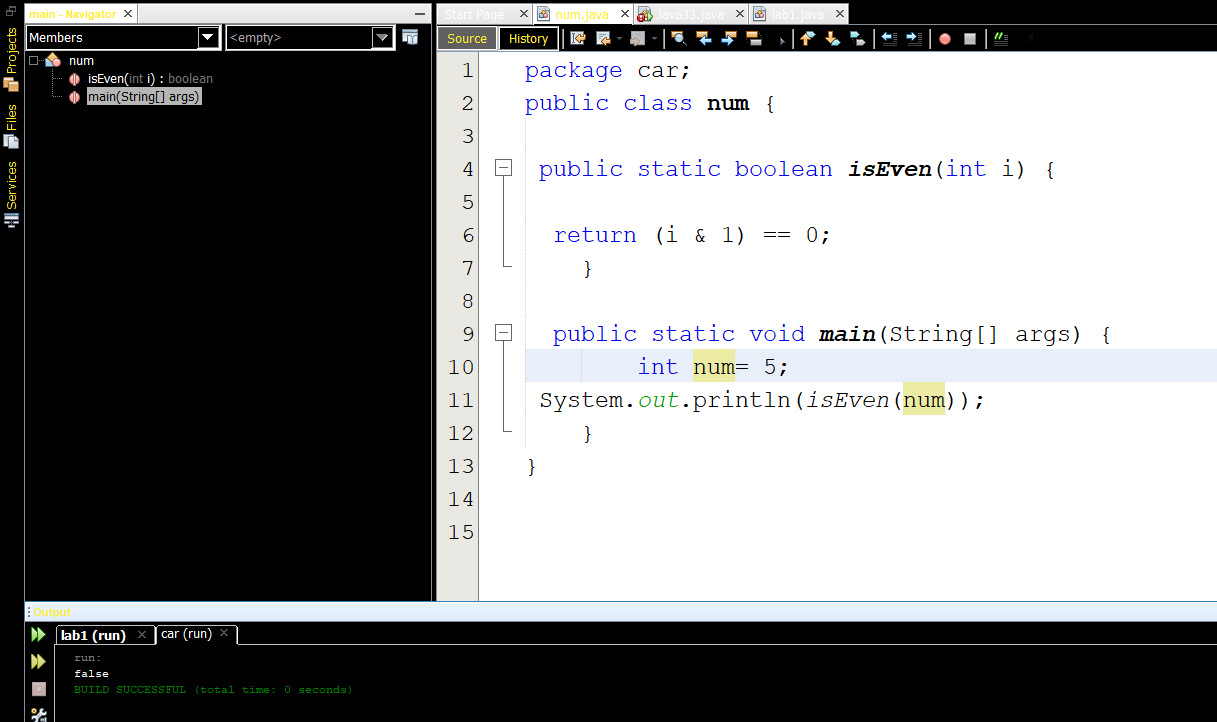 main - Navigator
Members
<empty>
num
isEven(int i) : boolean
main(String[] args)
Projects
Files
Services
Start Page
num.java
Java33.java
lab1.java
Source
History
1 package car;
2 public class num {
3
4 public static boolean isEven(int i) {
5
6 return (i & 1) == 0;
7 }
8
9 public static void main(String[] args) {
10 int num= 5;
11 System.out.println(isEven(num));
12 }
13 }
14
15
Output
lab1 (run)
car (run)
run:
false
BUILD SUCCESSFUL (total time: 0 seconds)